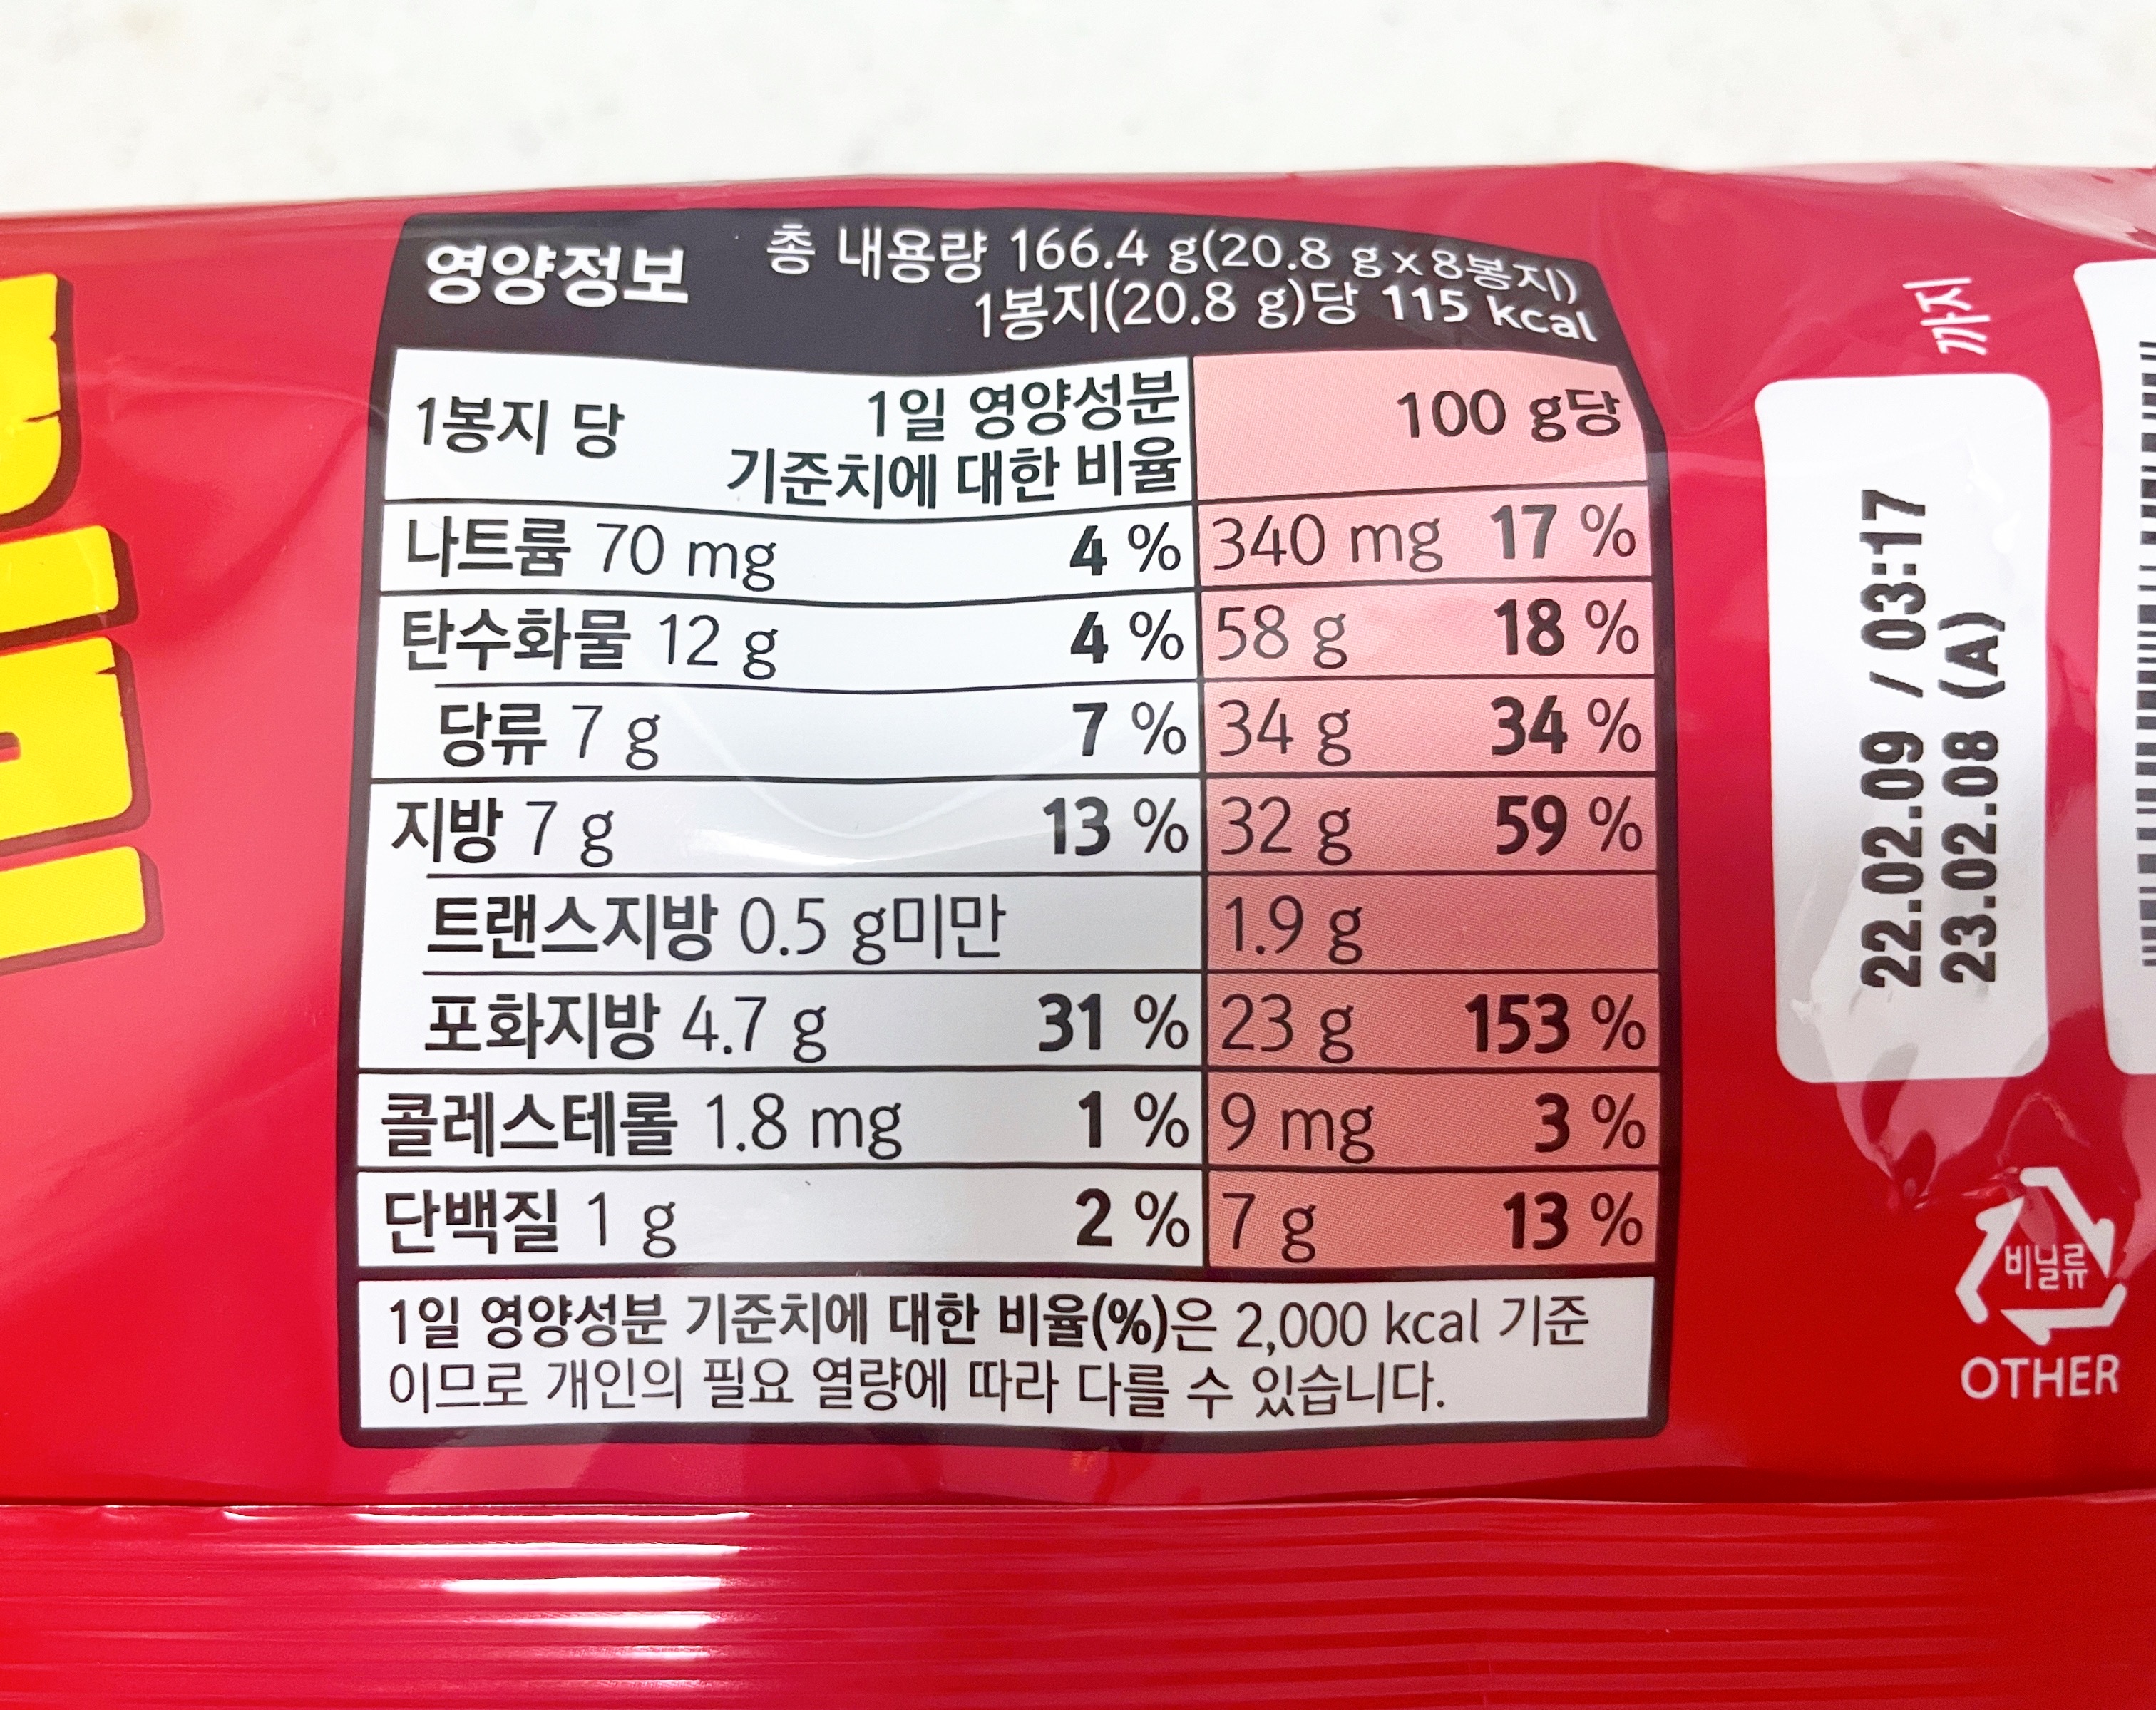 영양정보
총 내용량 166.4 g(20.8 g x 8봉지)
1봉지(20.8 g)당 115 kcal
1봉지 당 1일 영양성분 100 g당
기준치에 대한 비율
나트륨 70 mg 4 % 340 mg 17 %
탄수화물 12 g 4 % 58 g 18 %
당류 7 g 7 % 34 g 34 %
지방 7 g 13 % 32 g 59 %
트랜스지방 0.5 g미만 1.9 g
포화지방 4.7 g 31 % 23 g 153 %
콜레스테롤 1.8 mg 1 % 9 mg 3 %
단백질 1 g 2 % 7 g 13 %
1일 영양성분 기준치에 대한 비율(%)은 2,000 kcal 기준
이므로 개인의 필요 열량에 따라 다를 수 있습니다.
까지
22.02.09 / 03:17
23.02.08 (A)
비닐류
OTHER